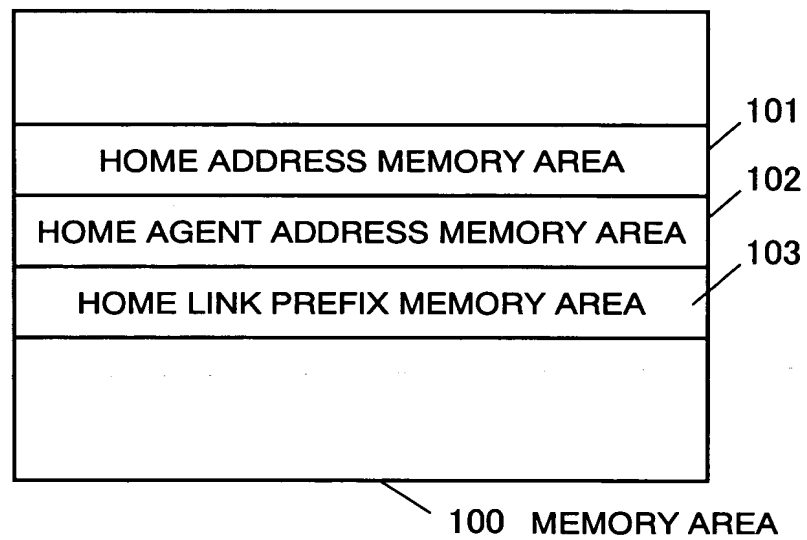 101
HOME ADDRESS MEMORY AREA
102
HOME AGENT ADDRESS MEMORY AREA
103
HOME LINK PREFIX MEMORY AREA
100 MEMORY AREA